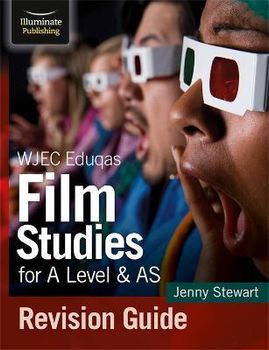 Illuminate
Publishing
WJEC Eduqas
Film
Studies
for A Level & AS
Jenny Stewart
Revision Guide